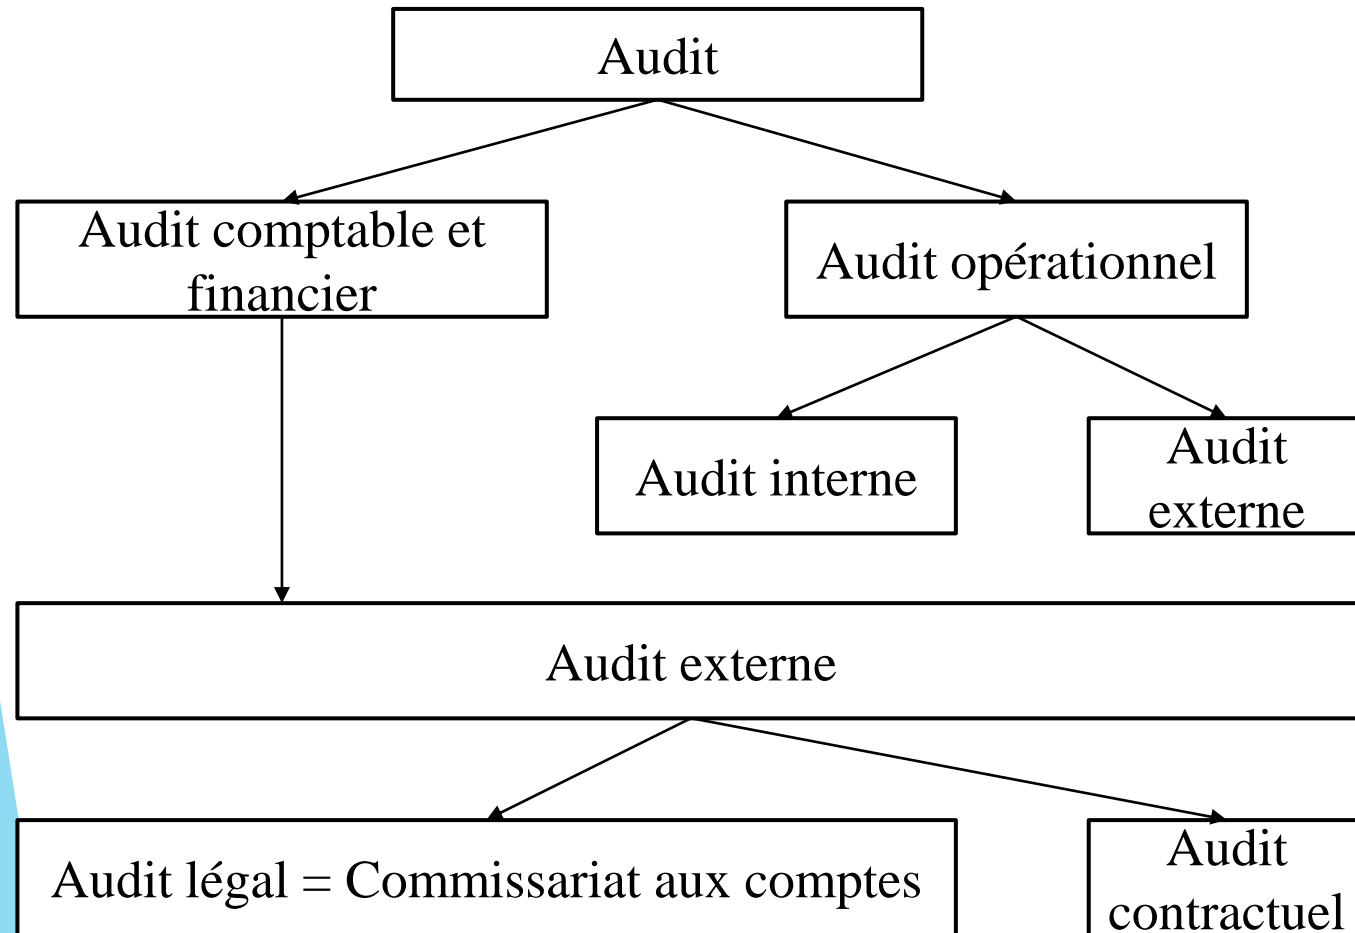 Audit
Audit comptable et
financier
Audit opérationnel
Audit interne
Audit
externe
Audit externe
Audit légal = Commissariat aux comptes
Audit
contractuel